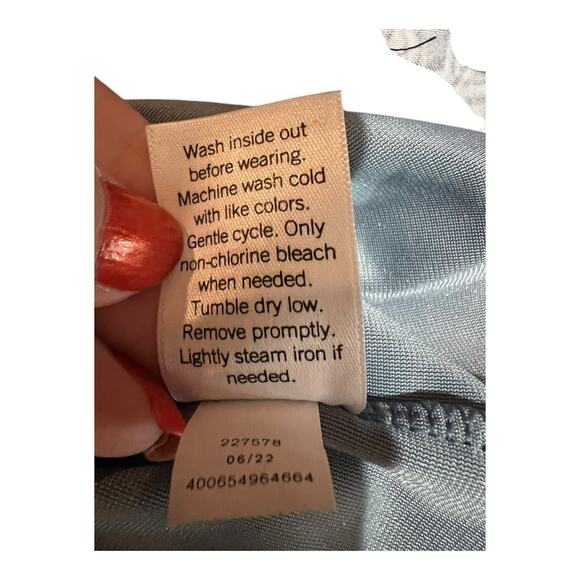 Wash inside out
before wearing.
Machine wash cold
with like colors.
Gentle cycle. Only
non-chlorine bleach
when needed.
Tumble dry low.
Remove promptly.
Lightly steam iron if
needed.
227578
06/22
400654964664